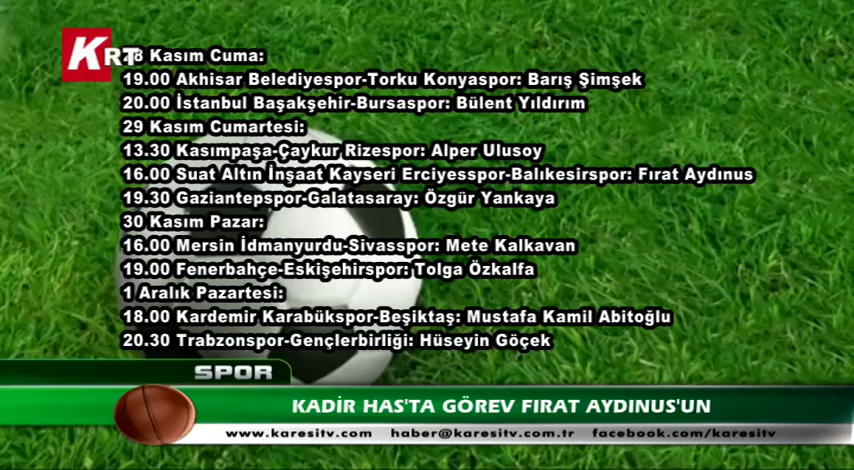 KRT
28 Kasım Cuma:
19.00 Akhisar Belediyespor-Torku Konyaspor: Barış Şimşek
20.00 İstanbul Başakşehir-Bursaspor: Bülent Yıldırım
29 Kasım Cumartesi:
13.30 Kasımpaşa-Çaykur Rizespor: Alper Ulusoy
16.00 Suat Altın İnşaat Kayseri Erciyesspor-Balıkesirspor: Fırat Aydınus
19.30 Gaziantepspor-Galatasaray: Özgür Yankaya
30 Kasım Pazar:
16.00 Mersin İdmanyurdu-Sivasspor: Mete Kalkavan
19.00 Fenerbahçe-Eskişehirspor: Tolga Özkalfa
1 Aralık Pazartesi:
18.00 Kardemir Karabükspor-Beşiktaş: Mustafa Kamil Abitoğlu
20.30 Trabzonspor-Gençlerbirliği: Hüseyin Göçek
SPOR
KADİR HAS'TA GÖREV FIRAT AYDINUS'UN
www.karesitv.com haber@karesitv.com.tr facebook.com/karesitv